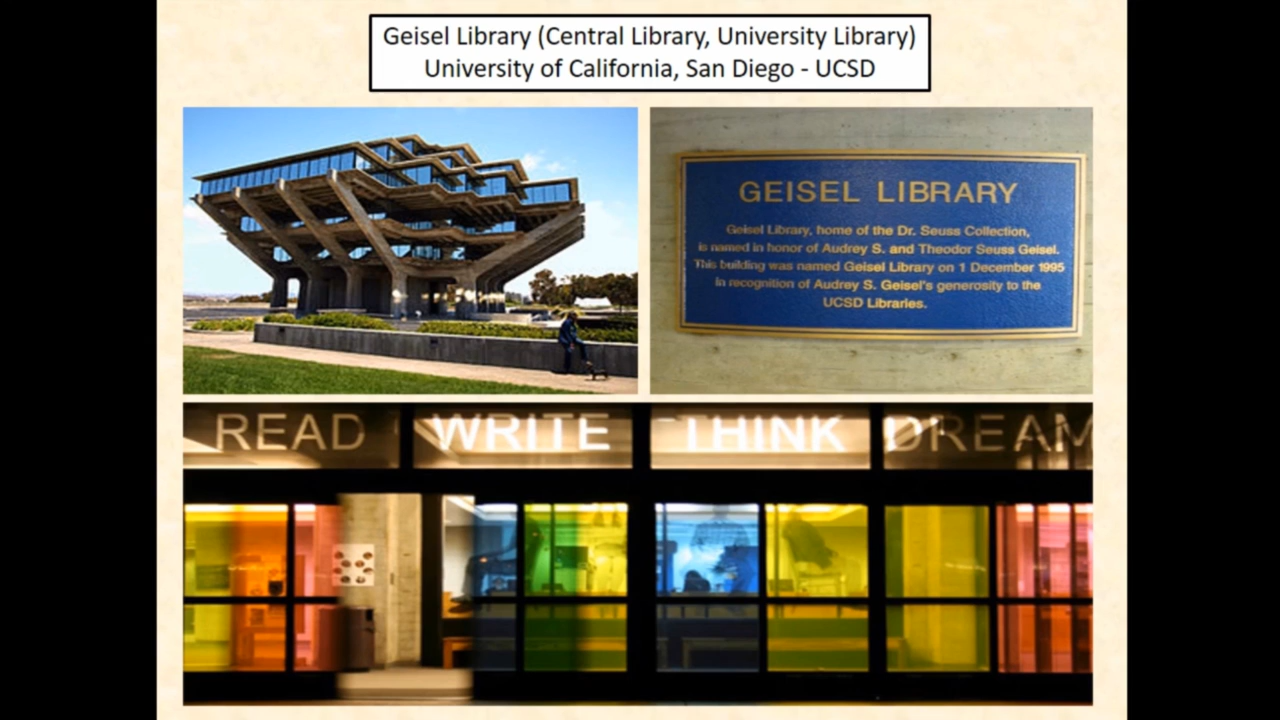 Geisel Library (Central Library, University Library)
University of California, San Diego - UCSD
GEISEL LIBRARY
Geisel Library, home of the Dr. Seuss Collection,
is named in honor of Audrey S. and Theodor Seuss Geisel.
This building was named Geisel Library on 1 December 1995
in recognition of Audrey S. Geisel's generosity to the
UCSD Libraries.
READ WRITE THINK DREAM